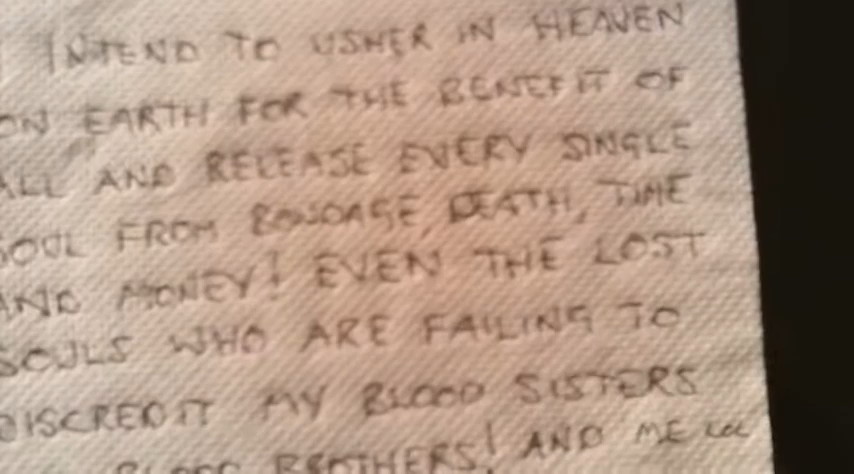 I INTEND TO USHER IN HEAVEN
ON EARTH FOR THE BENEFIT OF
ALL AND RELEASE EVERY SINGLE
SOUL FROM BONDAGE, DEATH, TIME
AND MONEY! EVEN THE LOST
SOULS WHO ARE FAILING TO
DISCREDIT MY BLOOD SISTERS
BLOOD BROTHERS! AND ME LOL